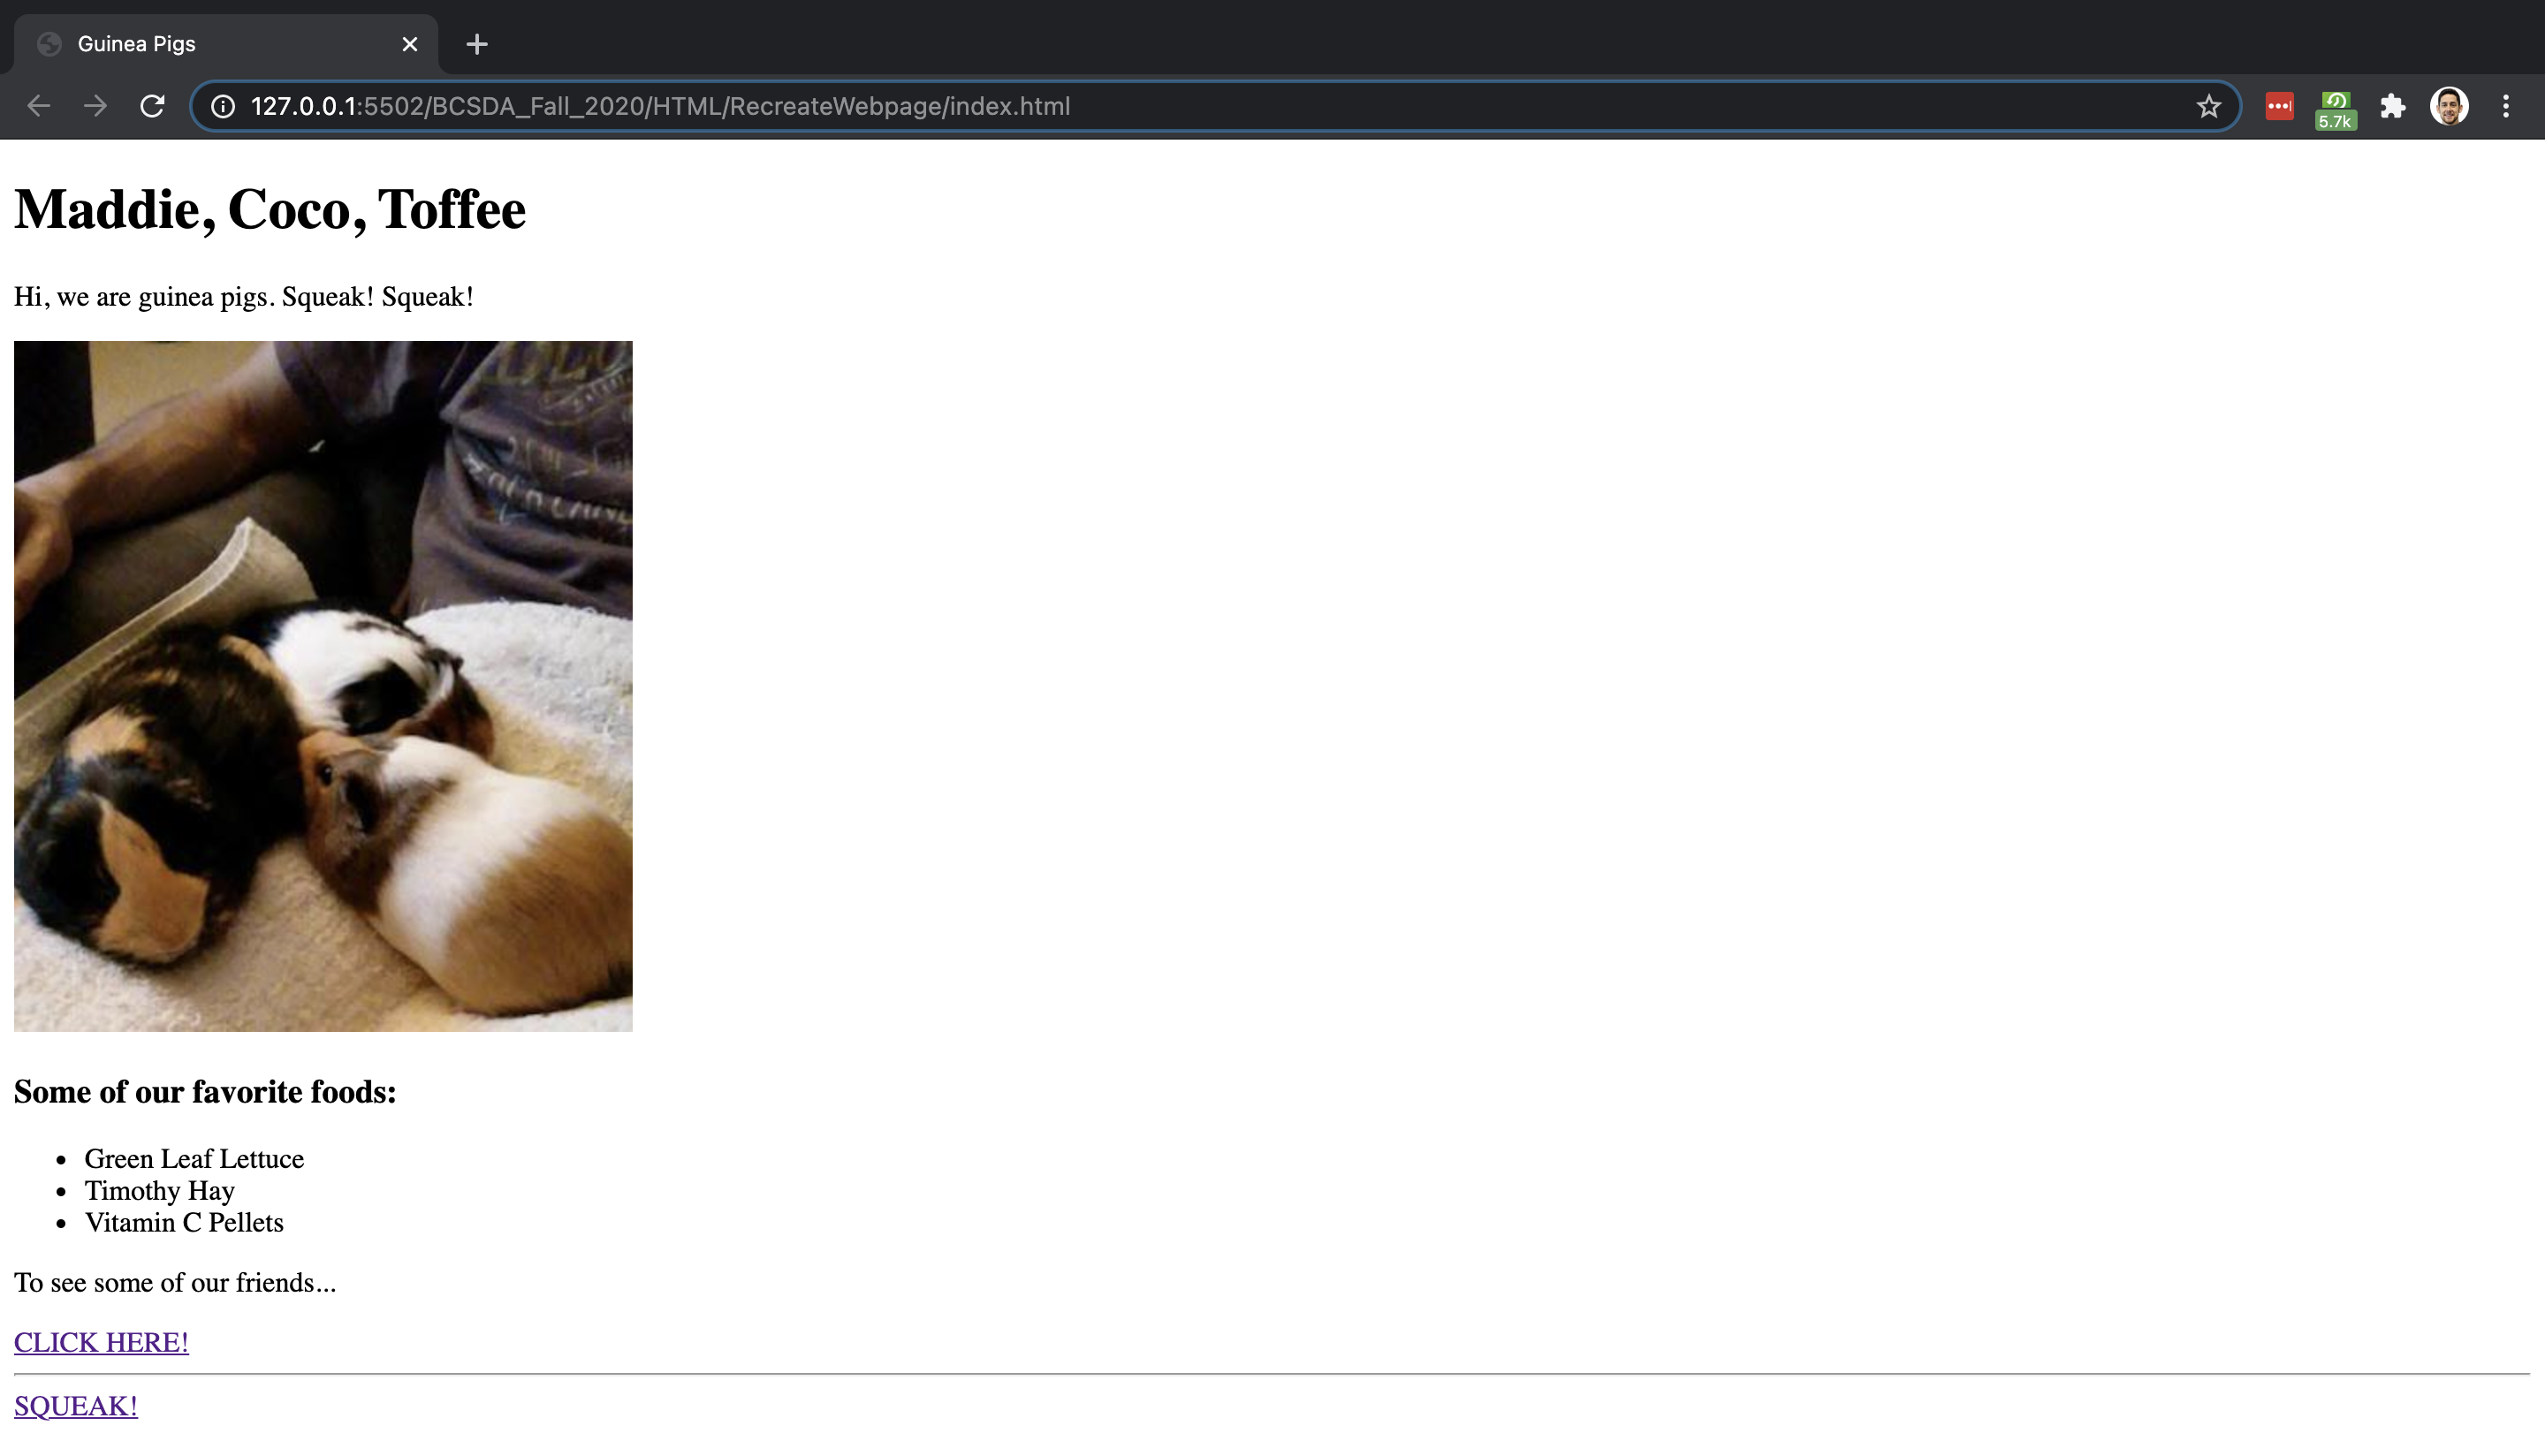 Guinea Pigs
127.0.0.1:5502/BCSDA_Fall_2020/HTML/RecreateWebpage/index.html
5.7k
Maddie, Coco, Toffee
Hi, we are guinea pigs. Squeak! Squeak!
Some of our favorite foods:
• Green Leaf Lettuce
• Timothy Hay
• Vitamin C Pellets
To see some of our friends...
CLICK HERE!
SQUEAK!